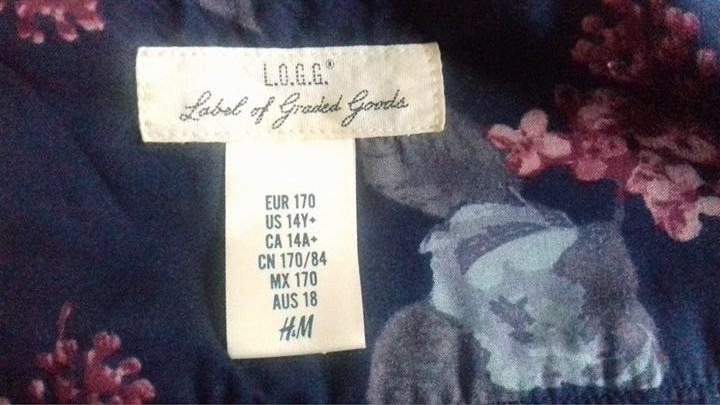 L.O.G.G.®
Label of Graded Goods
EUR 170
US 14Y+
CA 14A+
CN 170/84
MX 170
AUS 18
H&M